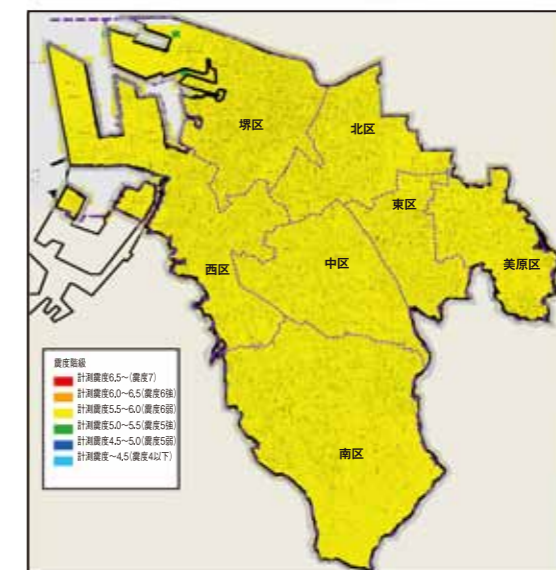 堺区
北区
東区
美原区
西区
中区
南区
震度階級
計測震度6.5~(震度7)
計測震度6.0~6.5(震度6強)
計測震度5.5~6.0(震度6弱)
計測震度5.0~5.5(震度5強)
計測震度4.5~5.0(震度5弱)
計測震度~4.5(震度4以下)